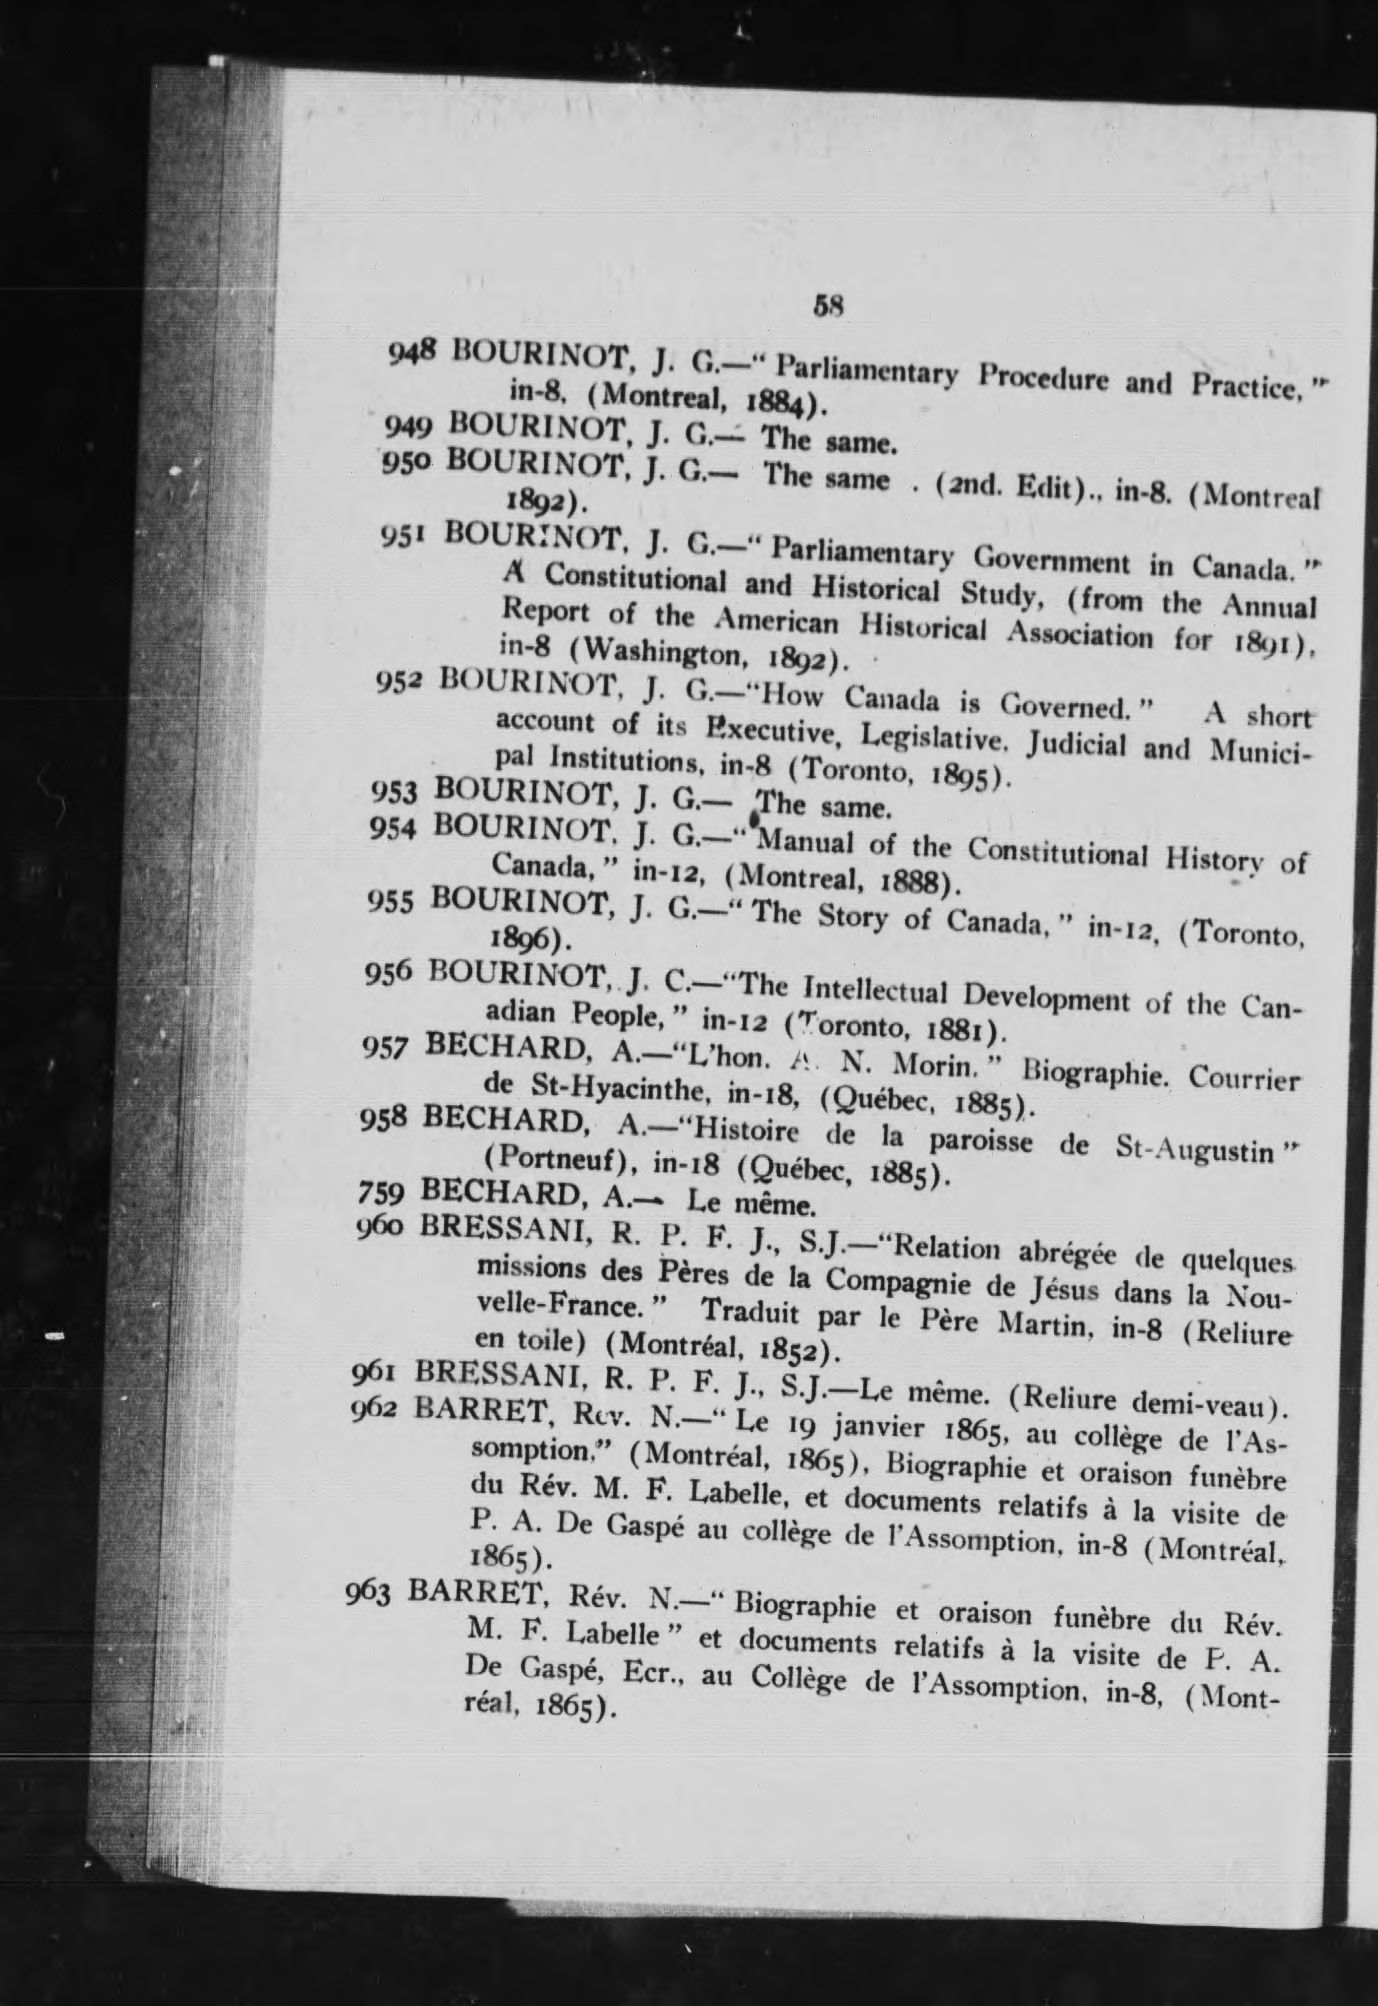 58
948 BOURINOT, J. G.—“ Parliamentary Procedure and Practice, ”
in-8, (Montreal, 1884).
949 BOURINOT, J. G.— The same.
950 BOURINOT, J. G.— The same . (2nd. Edit)., in-8. (Montreal
1892).
951 BOURINOT, J. G.—“ Parliamentary Government in Canada. ”
A Constitutional and Historical Study, (from the Annual
Report of the American Historical Association for 1891),
in-8 (Washington, 1892).
952 BOURINOT, J. G.—“How Canada is Governed. ” A short
account of its Executive, Legislative, Judicial and Munici-
pal Institutions, in-8 (Toronto, 1895).
953 BOURINOT, J. G.— The same.
954 BOURINOT, J. G.—“ Manual of the Constitutional History of
Canada, ” in-12, (Montreal, 1888).
955 BOURINOT, J. G.—“ The Story of Canada, ” in-12, (Toronto,
1896).
956 BOURINOT, J. C.—“The Intellectual Development of the Can-
adian People, ” in-12 (Toronto, 1881).
957 BECHARD, A.—“L’hon. A. N. Morin. ” Biographie. Courrier
de St-Hyacinthe, in-18, (Québec, 1885).
958 BECHARD, A.—“Histoire de la paroisse de St-Augustin ”
(Portneuf), in-18 (Québec, 1885).
759 BECHARD, A.— Le même.
960 BRESSANI, R. P. F. J., S.J.—“Relation abrégée de quelques
missions des Pères de la Compagnie de Jésus dans la Nou-
velle-France. ” Traduit par le Père Martin, in-8 (Reliure
en toile) (Montréal, 1852).
961 BRESSANI, R. P. F. J., S.J.—Le même. (Reliure demi-veau).
962 BARRET, Rev. N.—“ Le 19 janvier 1865, au collège de l’As-
somption,” (Montréal, 1865), Biographie et oraison funèbre
du Rév. M. F. Labelle, et documents relatifs à la visite de
P. A. De Gaspé au collège de l’Assomption, in-8 (Montréal,
1865).
963 BARRET, Rév. N.—“ Biographie et oraison funèbre du Rév.
M. F. Labelle ” et documents relatifs à la visite de P. A.
De Gaspé, Ecr., au Collège de l’Assomption, in-8, (Mont-
réal, 1865).